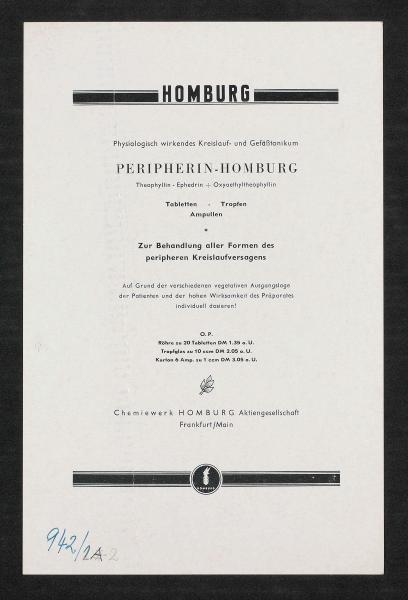 HOMBURG
Physiologisch wirkendes Kreislauf- und Gefäßtonikum
PERIPHERIN-HOMBURG
Theophyllin - Ephedrin + Oxyaethyltheophyllin
Tabletten - Tropfen
Ampullen
*
Zur Behandlung aller Formen des
peripheren Kreislaufversagens
Auf Grund der verschiedenen vegetativen Ausgangslage
der Patienten und der hohen Wirksamkeit des Präparates
individuell dosieren!
O. P.
Röhre zu 20 Tabletten DM 1.35 o. U.
Tropfglas zu 10 ccm DM 2.05 o. U.
Karton 6 Amp. zu 1 ccm DM 3.05 o. U.
Chemiewerk HOMBURG Aktiengesellschaft
Frankfurt/Main
HOMBURG
942/1A-2